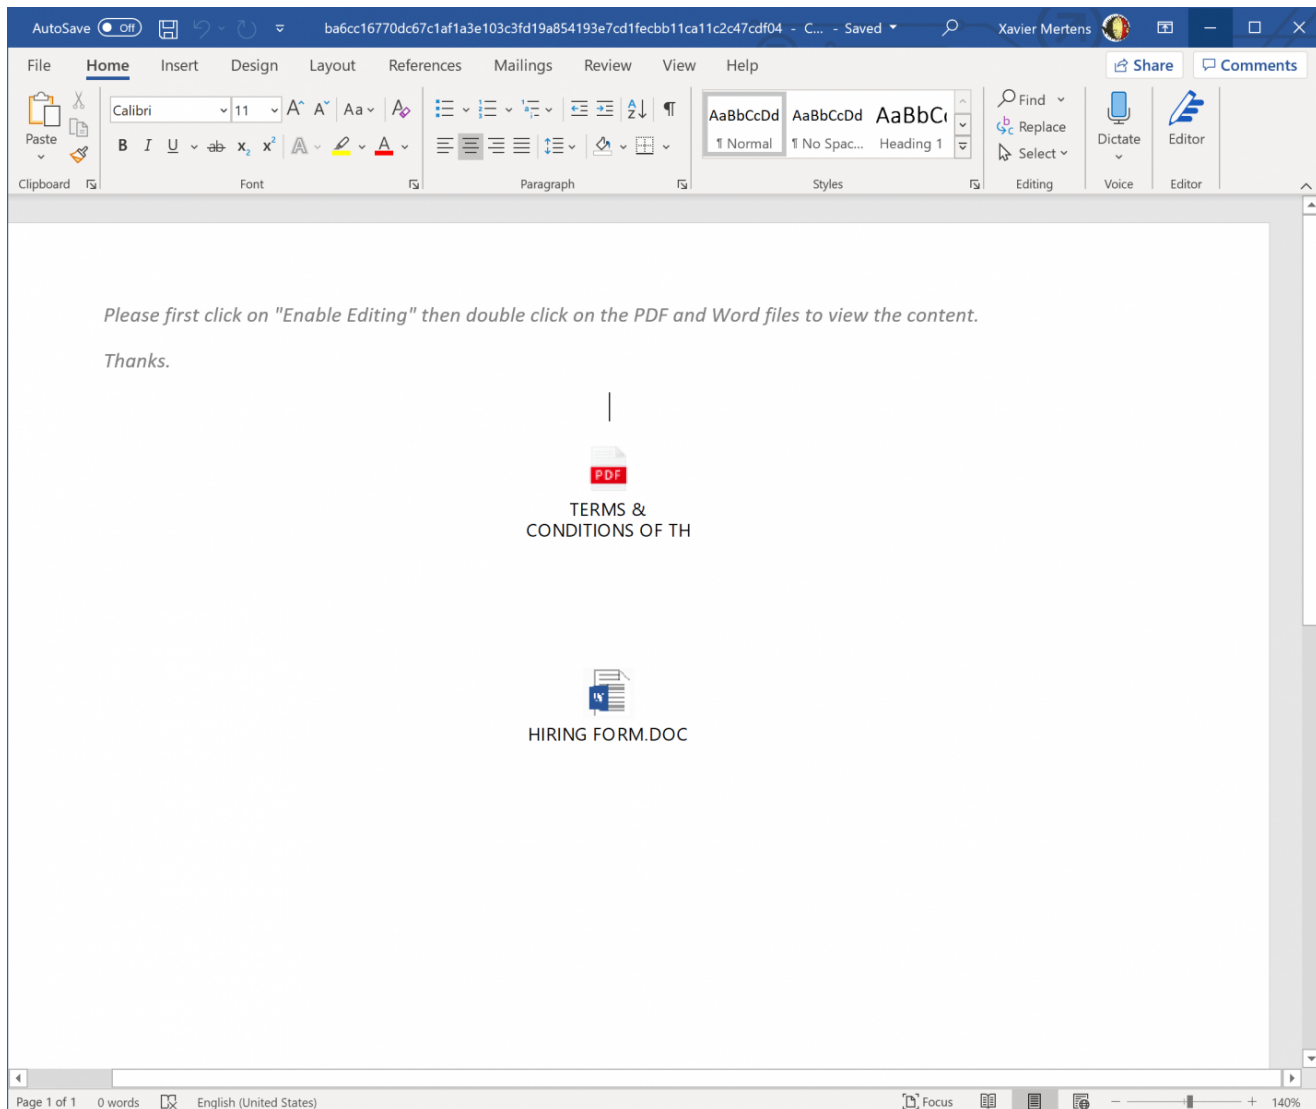 AutoSave Off ba6cc16770dc67c1af1a3e103c3fd19a854193e7cd1fecbb11ca11c2c47cdf04 - C... - Saved Xavier Mertens
File Home Insert Design Layout References Mailings Review View Help Share Comments
Paste
Calibri 11 Aa
B I U ab x2 x2 A A
AaBbCcDd AaBbCcDd AaBbC
¶ Normal ¶ No Spac... Heading 1
Find
Replace
Select
Dictate
Editor
Clipboard Font Paragraph Styles Editing Voice Editor
Please first click on "Enable Editing" then double click on the PDF and Word files to view the content.
Thanks.
PDF
TERMS &
CONDITIONS OF TH
HIRING FORM.DOC
Page 1 of 1 0 words English (United States) Focus 140%